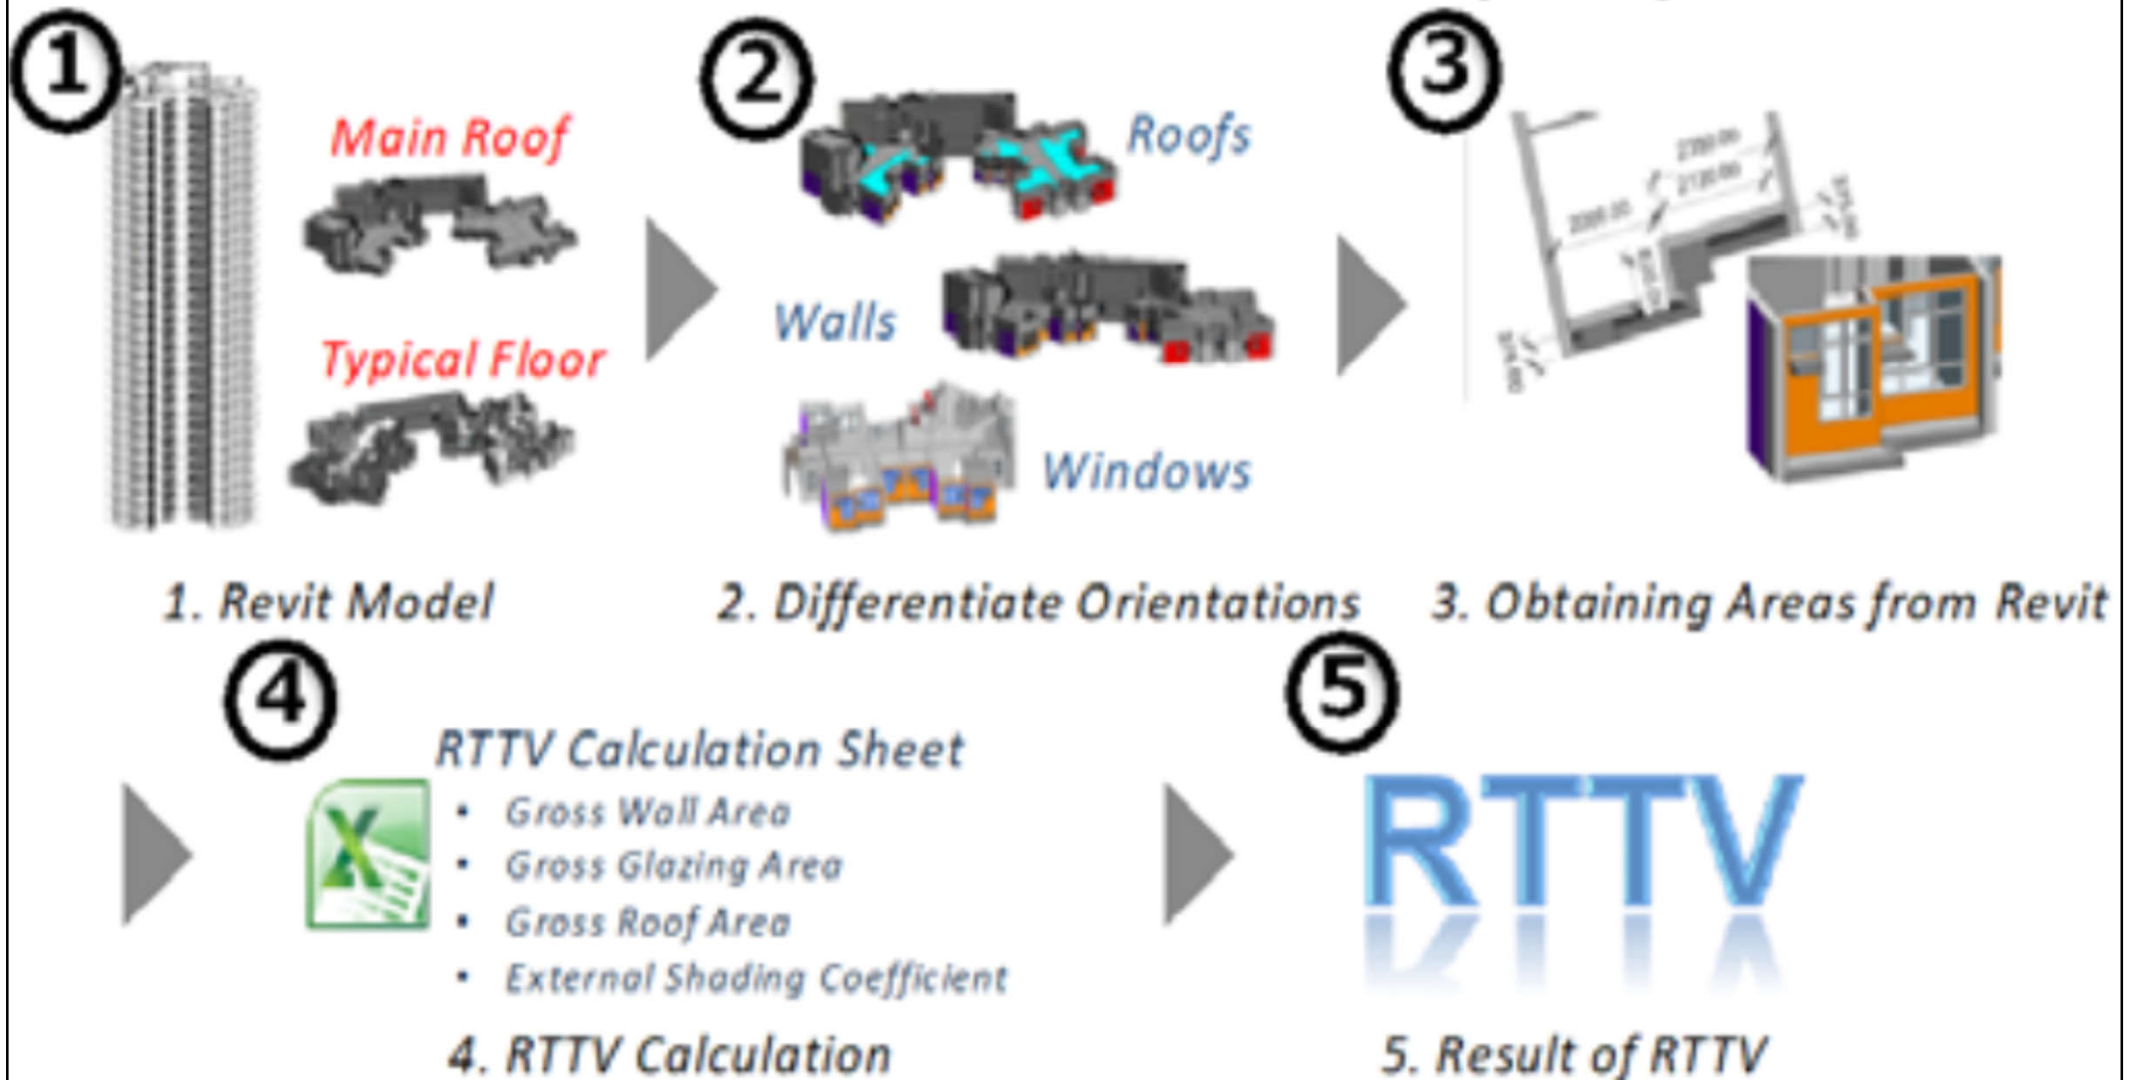 1
2
3
Main Roof
Typical Floor
Roofs
Walls
Windows
1. Revit Model
2. Differentiate Orientations
3. Obtaining Areas from Revit
4
RTTV Calculation Sheet
• Gross Wall Area
• Gross Glazing Area
• Gross Roof Area
• External Shading Coefficient
4. RTTV Calculation
5
RTTV
5. Result of RTTV